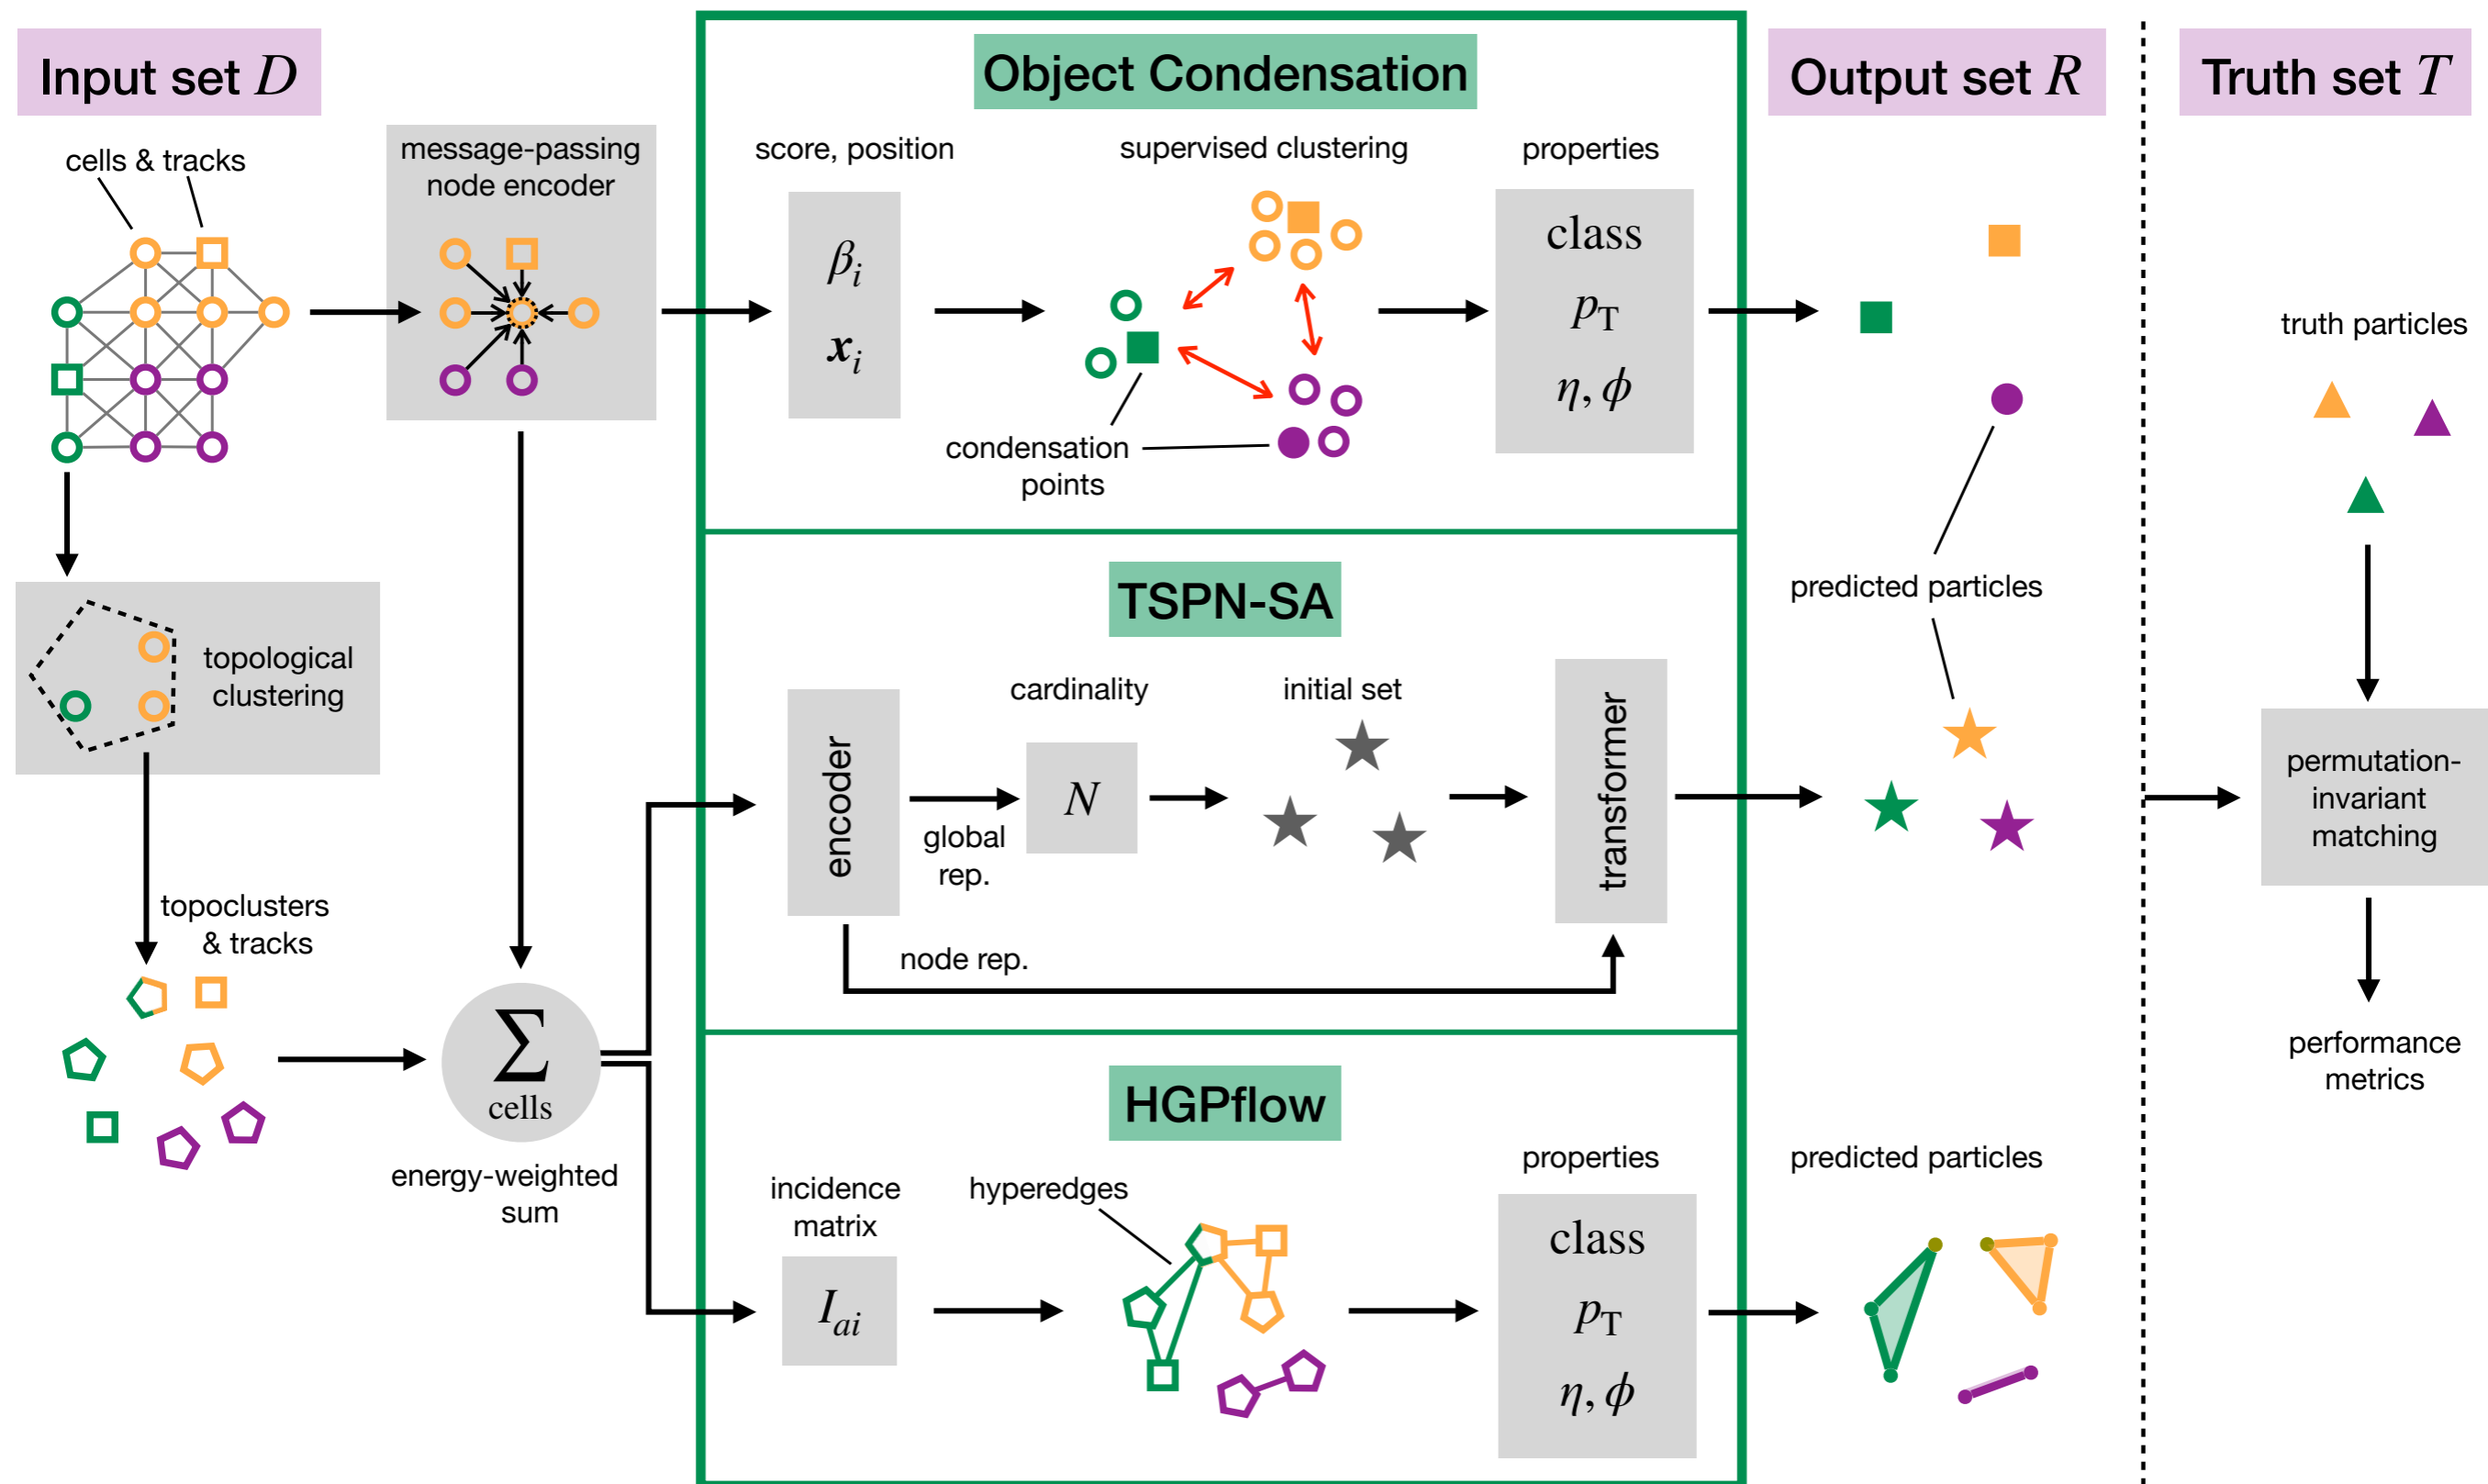 Input set D
Object Condensation
Output set R
Truth set T
cells & tracks
message-passing
node encoder
score, position
supervised clustering
properties
β_i
x_i
class
p_T
η, ϕ
condensation
points
truth particles
predicted particles
topological
clustering
TSPN-SA
encoder
global
rep.
cardinality
N
initial set
transformer
node rep.
permutation-
invariant
matching
performance
metrics
topoclusters
& tracks
∑
cells
energy-weighted
sum
HGPflow
incidence
matrix
I_ai
hyperedges
properties
class
p_T
η, ϕ
predicted particles